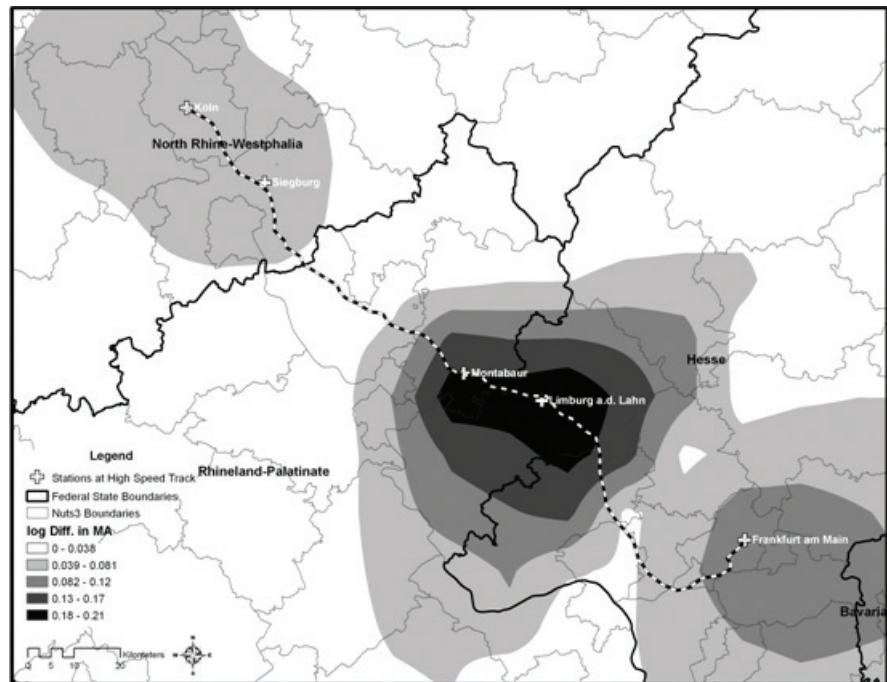 Köln
North Rhine-Westphalia
Siegburg
Hesse
Montabaur
Limburg a.d. Lahn
Rhineland-Palatinate
Frankfurt am Main
Bavaria
Legend
Stations at High Speed Track
Federal State Boundaries
Nuts3 Boundaries
log Diff. in MA
0 - 0.038
0.039 - 0.081
0.082 - 0.12
0.13 - 0.17
0.18 - 0.21
Kilometers
0 5 10 20
N